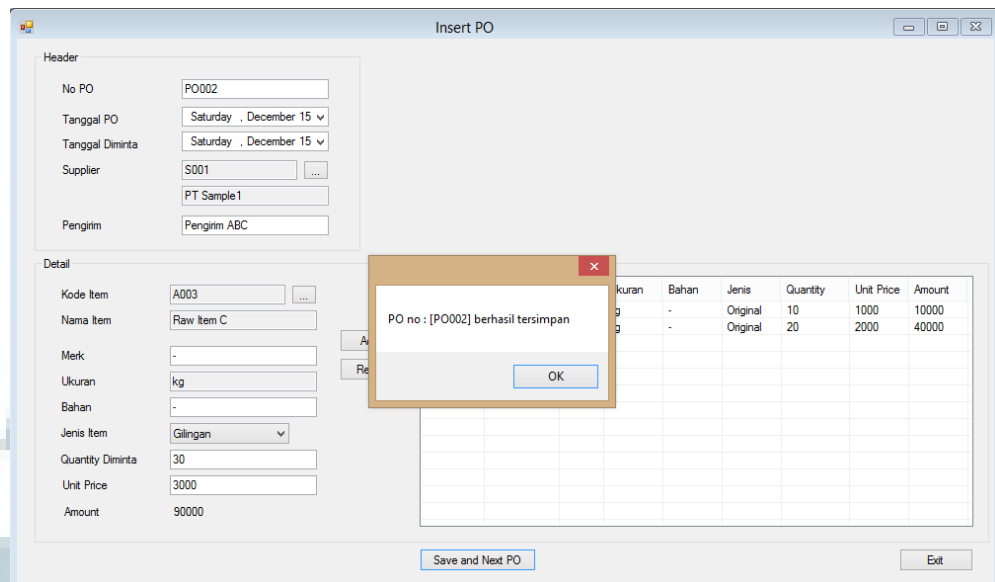 Insert PO
Header
No PO PO002
Tanggal PO Saturday , December 15
Tanggal Diminta Saturday , December 15
Supplier S001 ...
PT Sample1
Pengirim Pengirim ABC
Detail
Kode Item A003 ...
Nama Item Raw Item C
Merk -
Ukuran kg
Bahan -
Jenis Item Gilingan
Quantity Diminta 30
Unit Price 3000
Amount 90000
Bahan Jenis Quantity Unit Price Amount
- Original 10 1000 10000
- Original 20 2000 40000
PO no : [PO002] berhasil tersimpan
OK
Save and Next PO
Exit